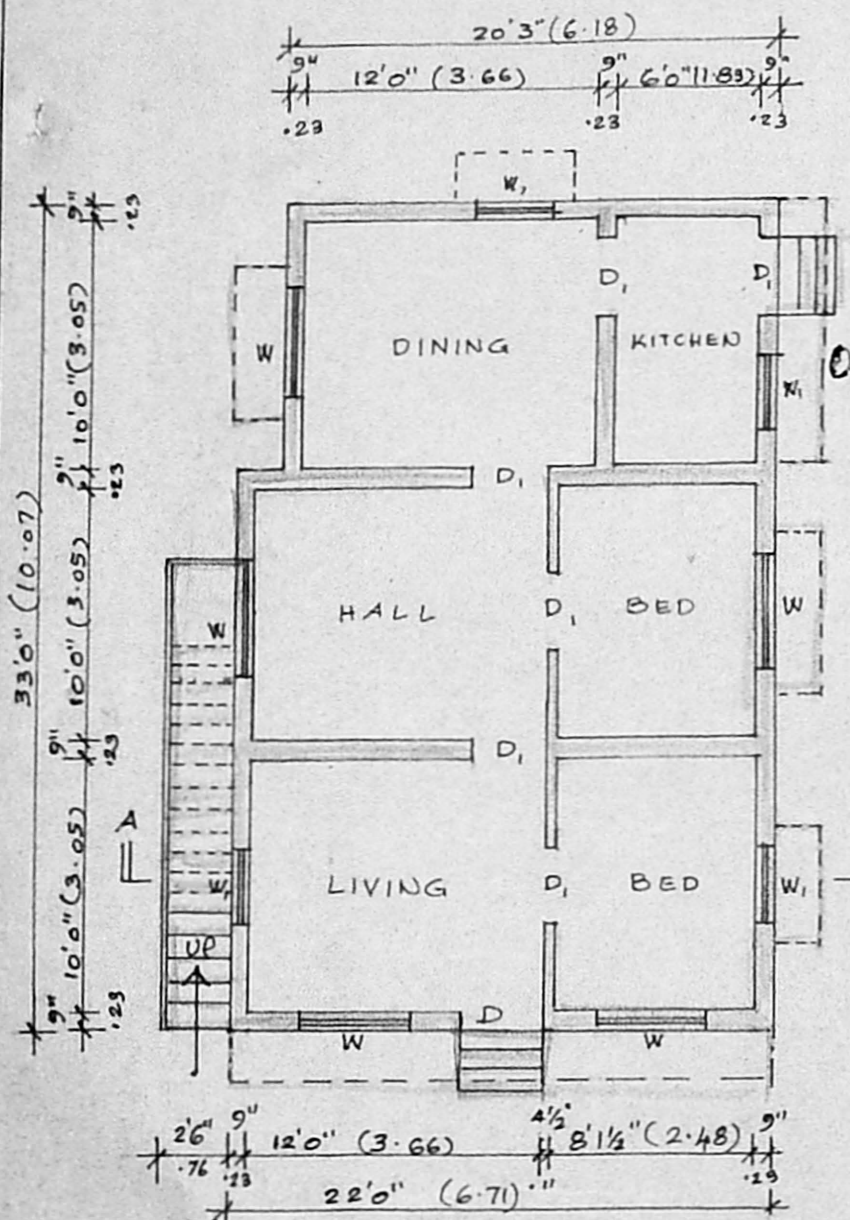 20'3" (6.18)
9" 12'0" (3.66) 9" 6'0" (1.83) 9"
.23 .23 .23
W1
9" .23
10'0" (3.05)
W
DINING
D1
KITCHEN
D1
W1
9" .23
D1
33'0" (10.07)
10'0" (3.05)
W
HALL
D1
BED
W
9" .23
D1
A
10'0" (3.05)
W1
LIVING
D1
BED
W1
UP
9" .23
W
D
W
2'6" 9" 12'0" (3.66) 4½" 8'1½" (2.48) 9"
.76 .23 .23
22'0" (6.71)